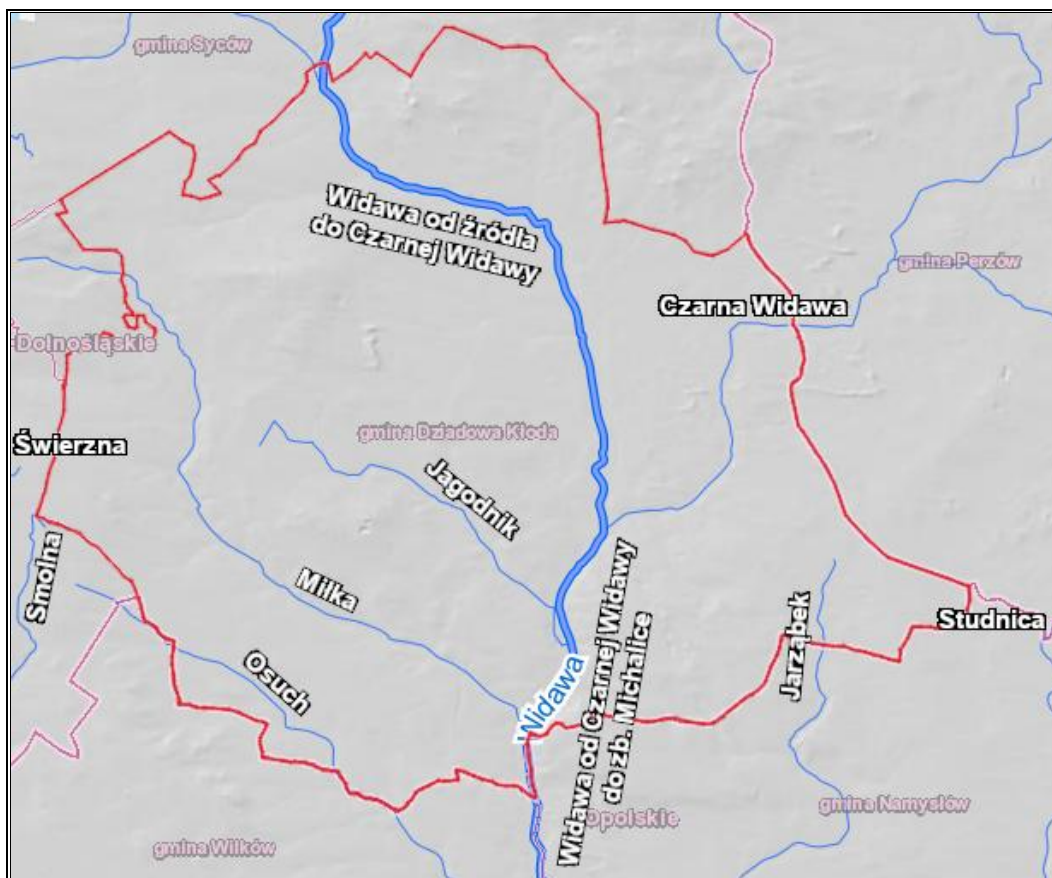 gmina Syców
Widawa od źródła
do Czarnej Widawy
gmina Perzów
Czarna Widawa
Dolnośląskie
gmina Dziadowa Kłoda
Świerzna
Jagodnik
Smolna
Miłka
Widawa od Czarnej Widawy
do zb. Michalice
Studnica
Jarząbek
Osuch
Widawa
gmina Namysłów
Opolskie
gmina Wilków